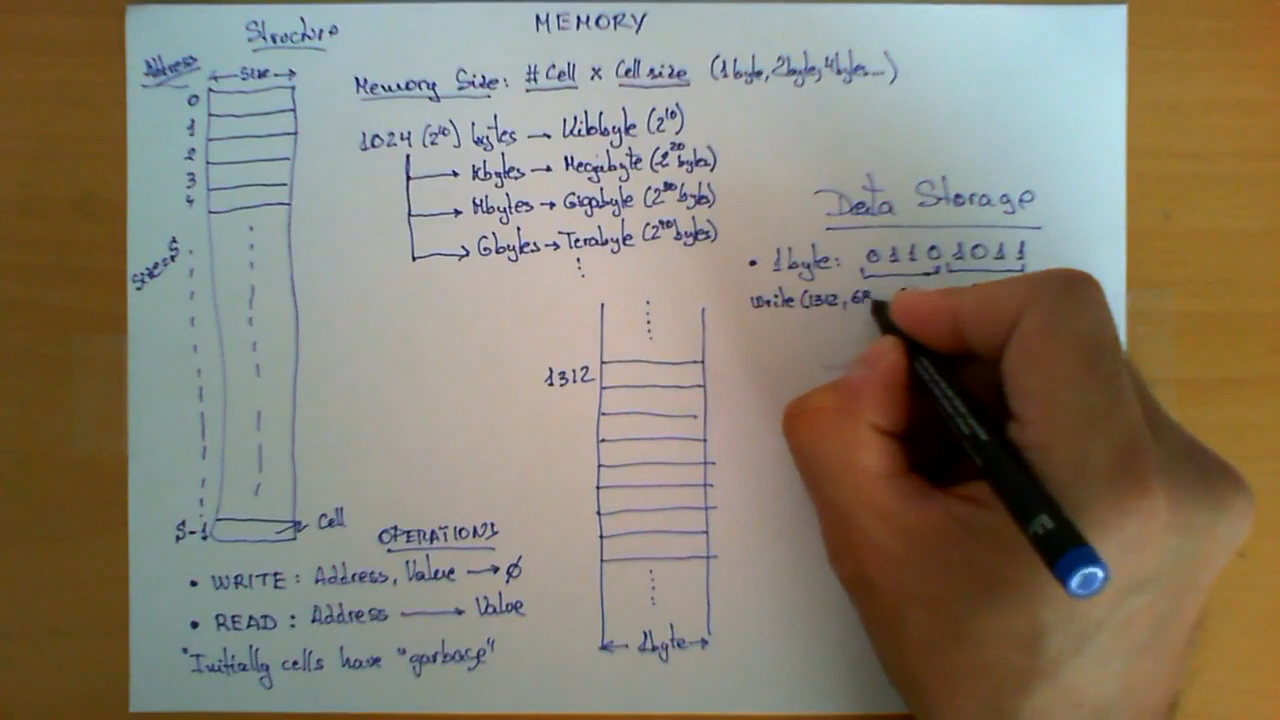 MEMORY
Structure
Address
Size
0
1
2
3
4
Size=S
S-1
Cell
Memory Size: # Cell x Cell size (1byte, 2byte, 4bytes...)
1024 (2^10) bytes → Kilobyte (2^10)
Kbytes → Megabyte (2^20 bytes)
Mbytes → Gigabyte (2^30 bytes)
Gbytes → Terabyte (2^40 bytes)
Data Storage
• 1byte: 0110 1011
Write (1312, 6
1312
1byte
OPERATIONS
• WRITE: Address, Value → ∅
• READ: Address → Value
"Initially cells have "garbage"